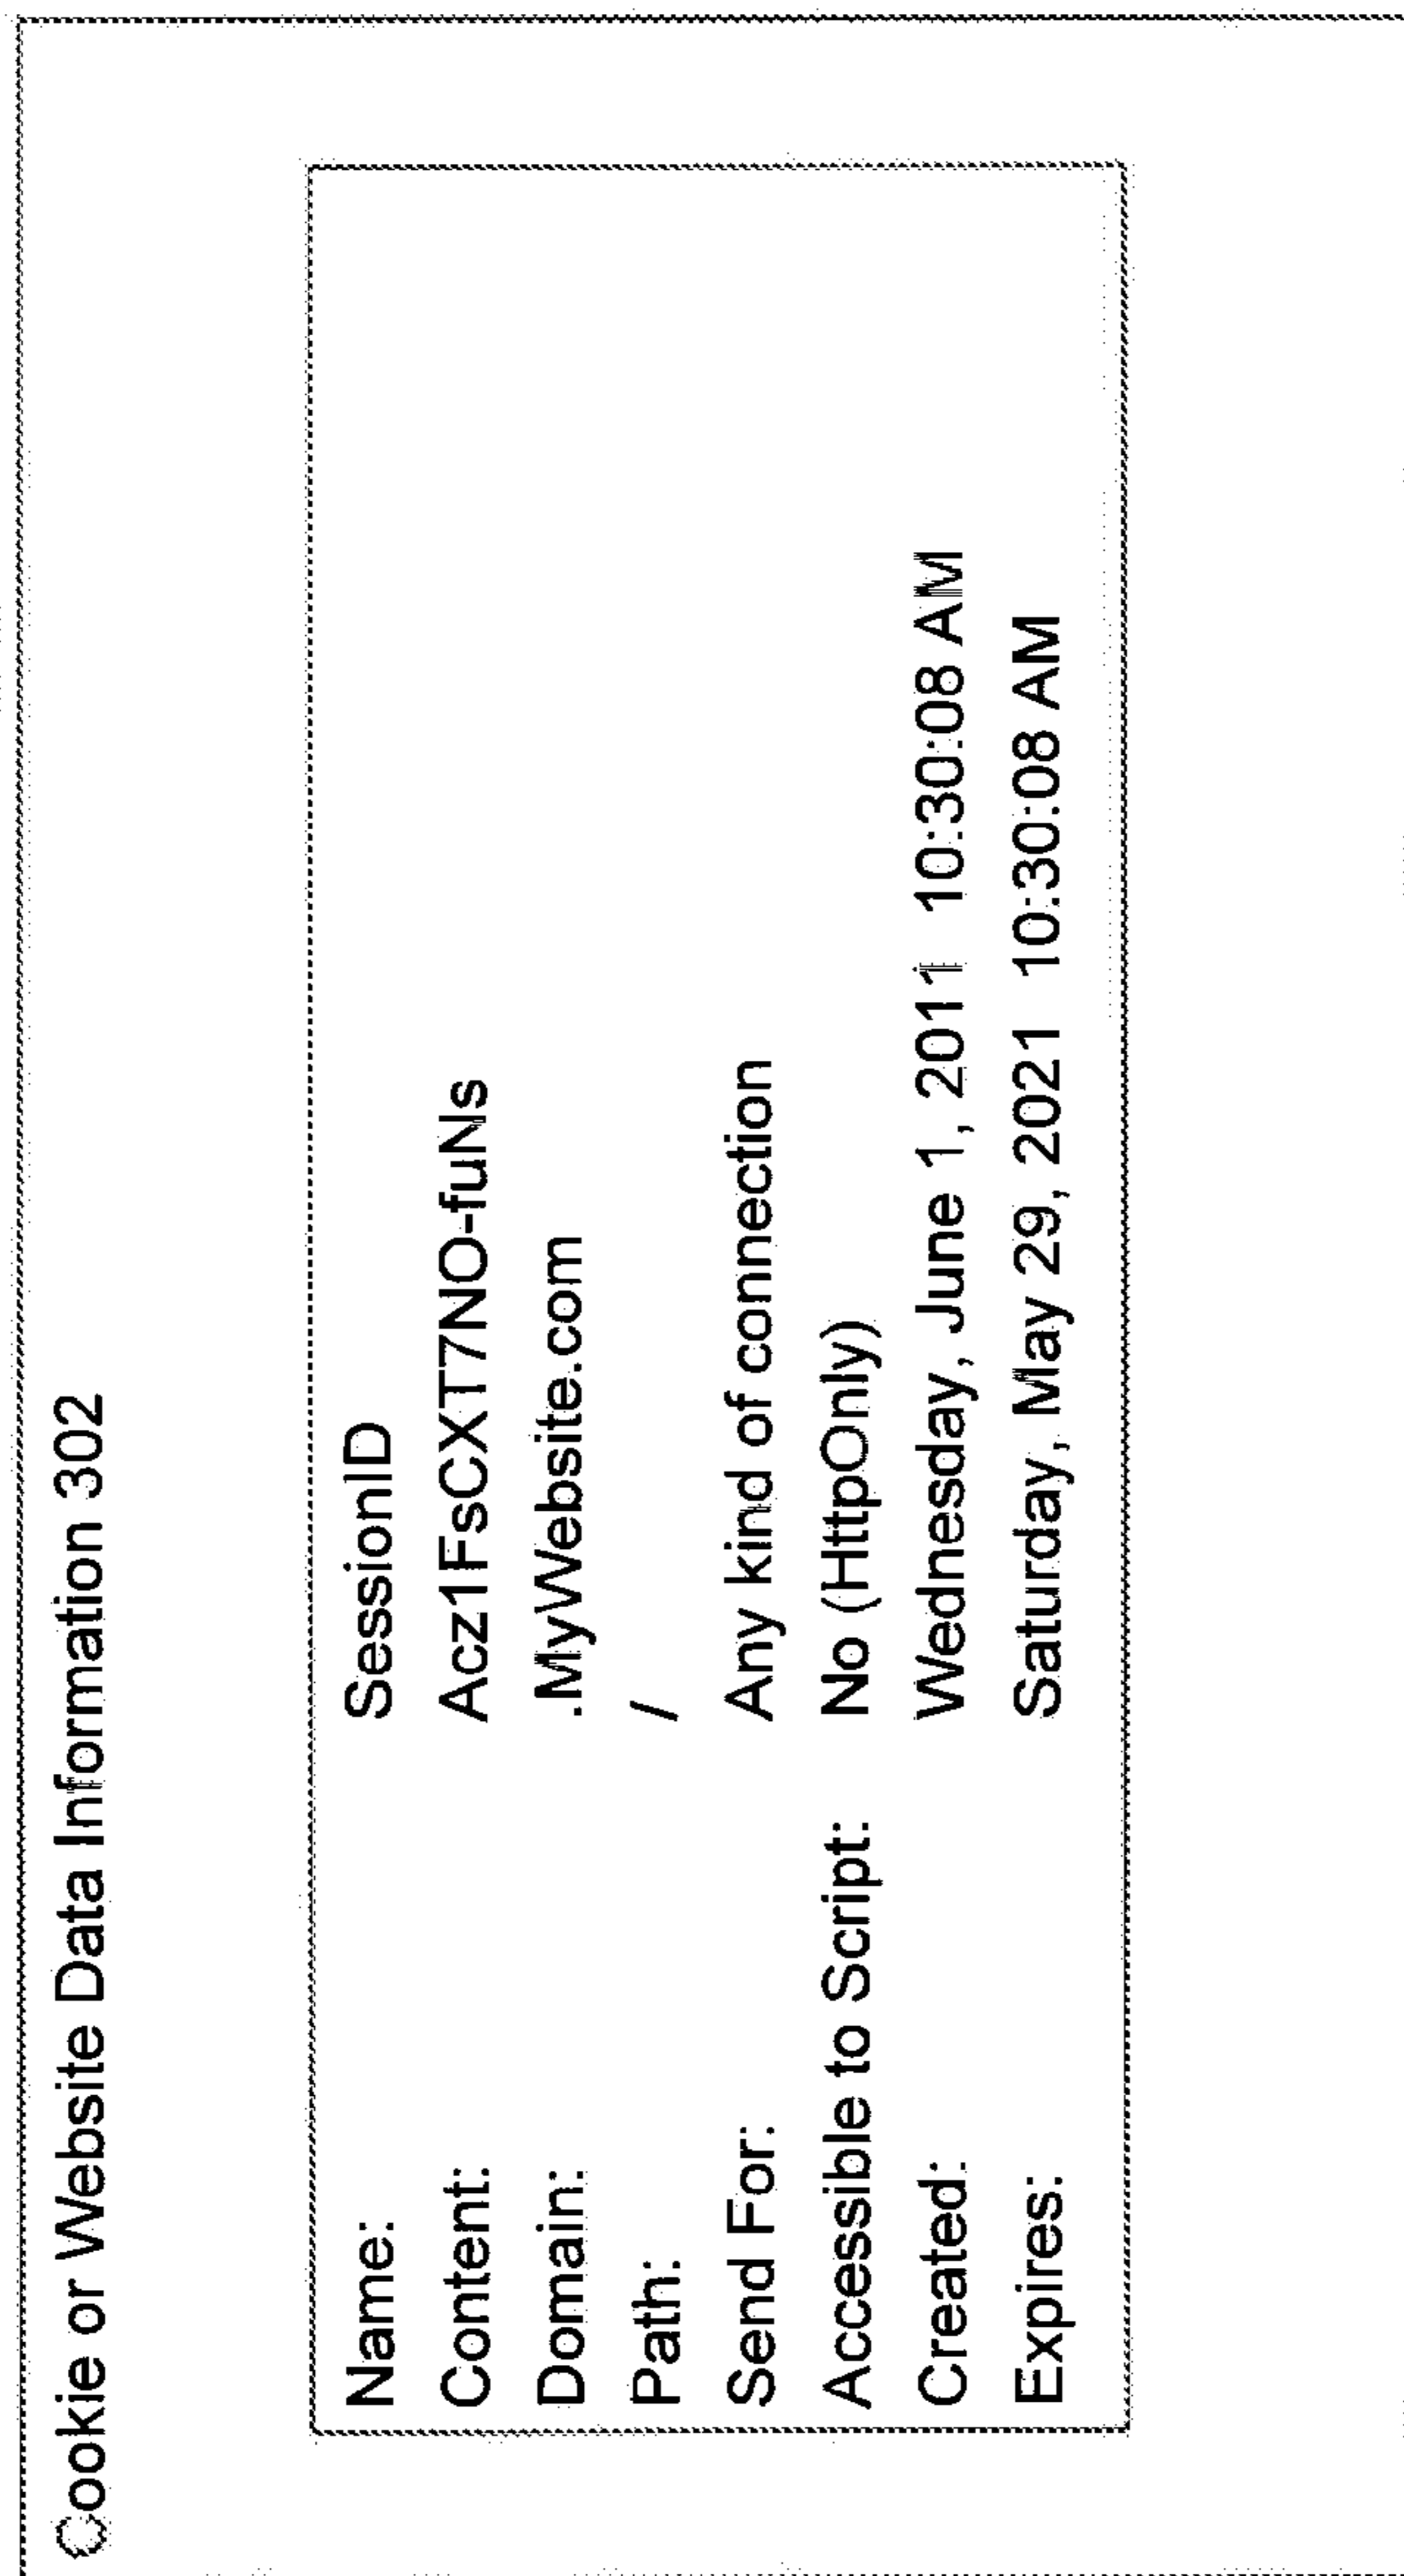 Cookie or Website Data Information 302
Name: SessionID
Content: Acz1FsCXT7NO-fuNs
Domain: .MyWebsite.com
Path: /
Send For: Any kind of connection
Accessible to Script: No (HttpOnly)
Created: Wednesday, June 1, 2011 10:30:08 AM
Expires: Saturday, May 29, 2021 10:30:08 AM